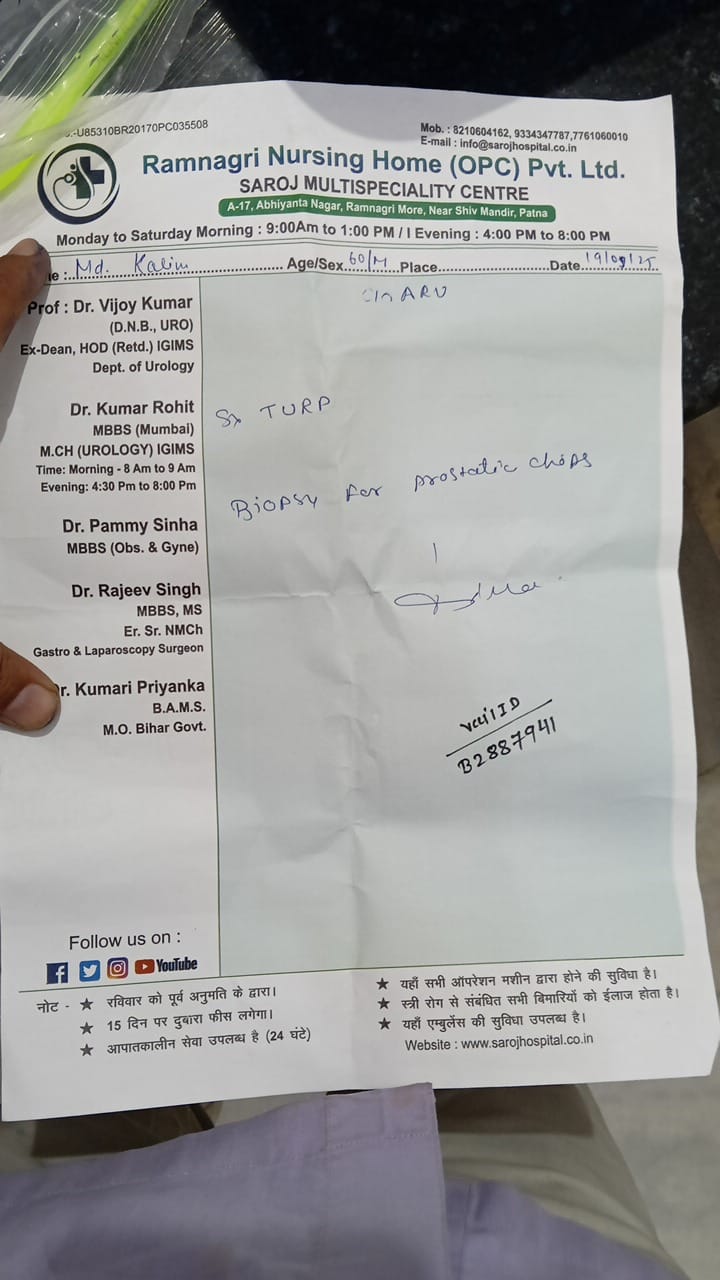 .-U85310BR20170PC035508
Mob. : 8210604162, 9334347787,7761060010
E-mail : info@sarojhospital.co.in
Ramnagri Nursing Home (OPC) Pvt. Ltd.
SAROJ MULTISPECIALITY CENTRE
A-17, Abhiyanta Nagar, Ramnagri More, Near Shiv Mandir, Patna
Monday to Saturday Morning : 9:00Am to 1:00 PM / I Evening : 4:00 PM to 8:00 PM
e : Md. Kalim Age/Sex 60/M Place Date 19/09/25
Prof : Dr. Vijoy Kumar
(D.N.B., URO)
Ex-Dean, HOD (Retd.) IGIMS
Dept. of Urology
ARU
Dr. Kumar Rohit
MBBS (Mumbai)
M.CH (UROLOGY) IGIMS
Time: Morning - 8 Am to 9 Am
Evening: 4:30 Pm to 8:00 Pm
Dr. Pammy Sinha
MBBS (Obs. & Gyne)
Dr. Rajeev Singh
MBBS, MS
Er. Sr. NMCh
Gastro & Laparoscopy Surgeon
r. Kumari Priyanka
B.A.M.S.
M.O. Bihar Govt.
Sx TURP
Biopsy for prostatic chips
B2887941
Follow us on :
YouTube
नोट - ★ रविवार को पूर्व अनुमति के द्वारा।
★ 15 दिन पर दुबारा फीस लगेगा।
★ आपातकालीन सेवा उपलब्ध है (24 घंटे)
★ यहाँ सभी ऑपरेशन मशीन द्वारा होने की सुविधा है।
★ स्त्री रोग से संबंधित सभी बिमारियों को ईलाज होता है।
★ यहाँ एम्बुलेंस की सुविधा उपलब्ध है।
Website : www.sarojhospital.co.in